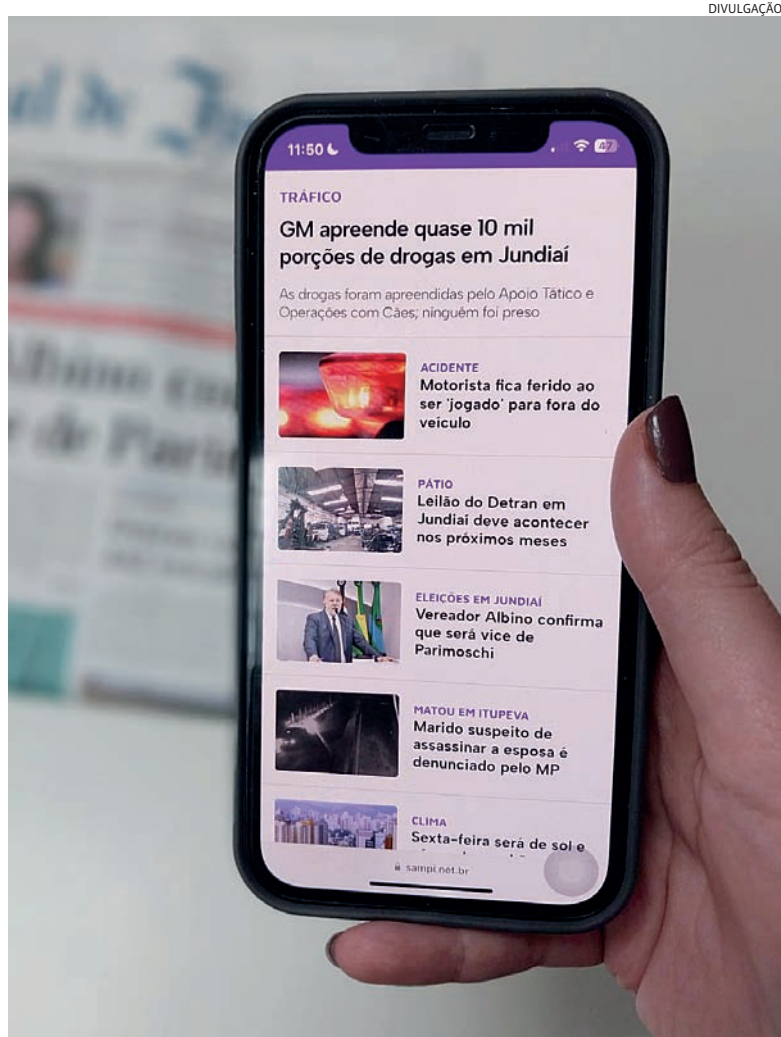 DIVULGAÇÃO
al de Ju
11:50
47
TRÁFICO
GM apreende quase 10 mil
porções de drogas em Jundiaí
As drogas foram apreendidas pelo Apoio Tático e
Operações com Cães; ninguém foi preso
ACIDENTE
Motorista fica ferido ao
ser 'jogado' para fora do
veículo
PÁTIO
Leilão do Detran em
Jundiaí deve acontecer
nos próximos meses
ELEIÇÕES EM JUNDIAÍ
Vereador Albino confirma
que será vice de
Parimoschi
MATOU EM ITUPEVA
Marido suspeito de
assassinar a esposa é
denunciado pelo MP
CLIMA
Sexta-feira será de sol e
sampi.net.br